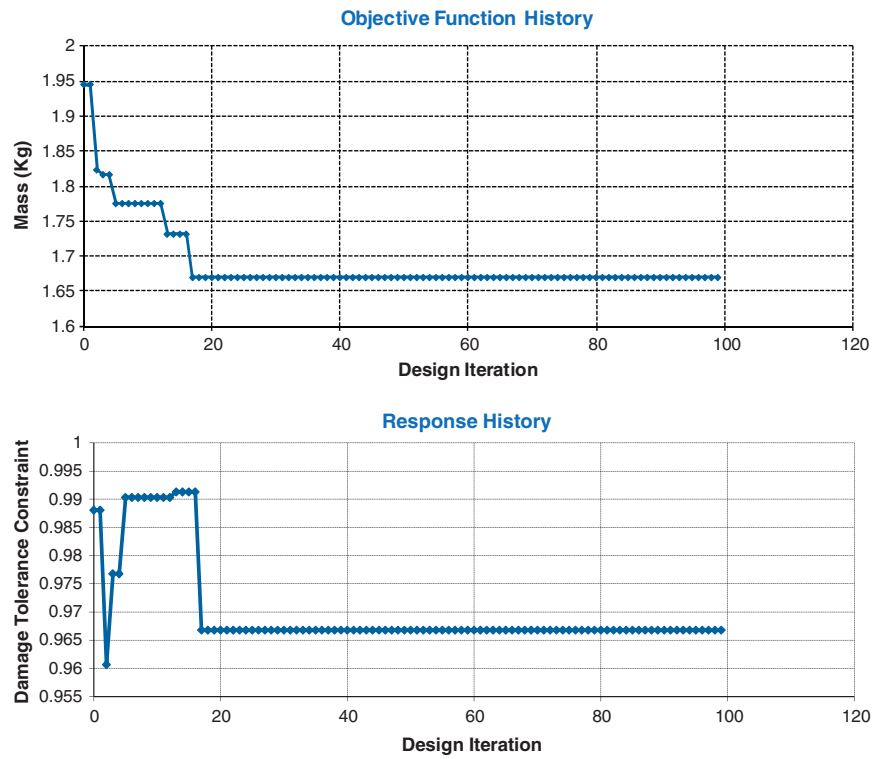 Objective Function History
2
1.95
1.9
1.85
1.8
1.75
1.7
1.65
1.6
Mass (Kg)
0 20 40 60 80 100 120
Design Iteration
Response History
1
0.995
0.99
0.985
0.98
0.975
0.97
0.965
0.96
0.955
Damage Tolerance Constraint
0 20 40 60 80 100 120
Design Iteration